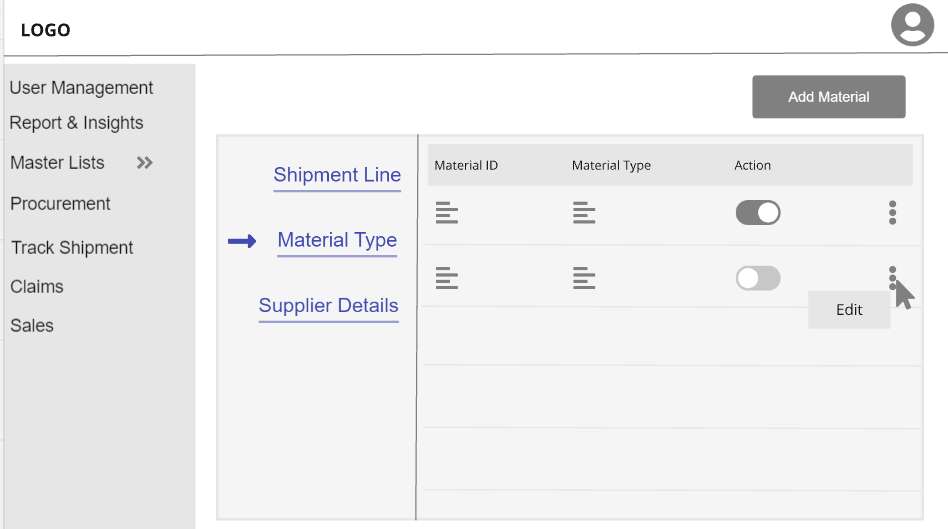 LOGO
User Management
Report & Insights
Master Lists
Procurement
Track Shipment
Claims
Sales
Add Material
Shipment Line
Material Type
Supplier Details
Material ID Material Type Action
Edit